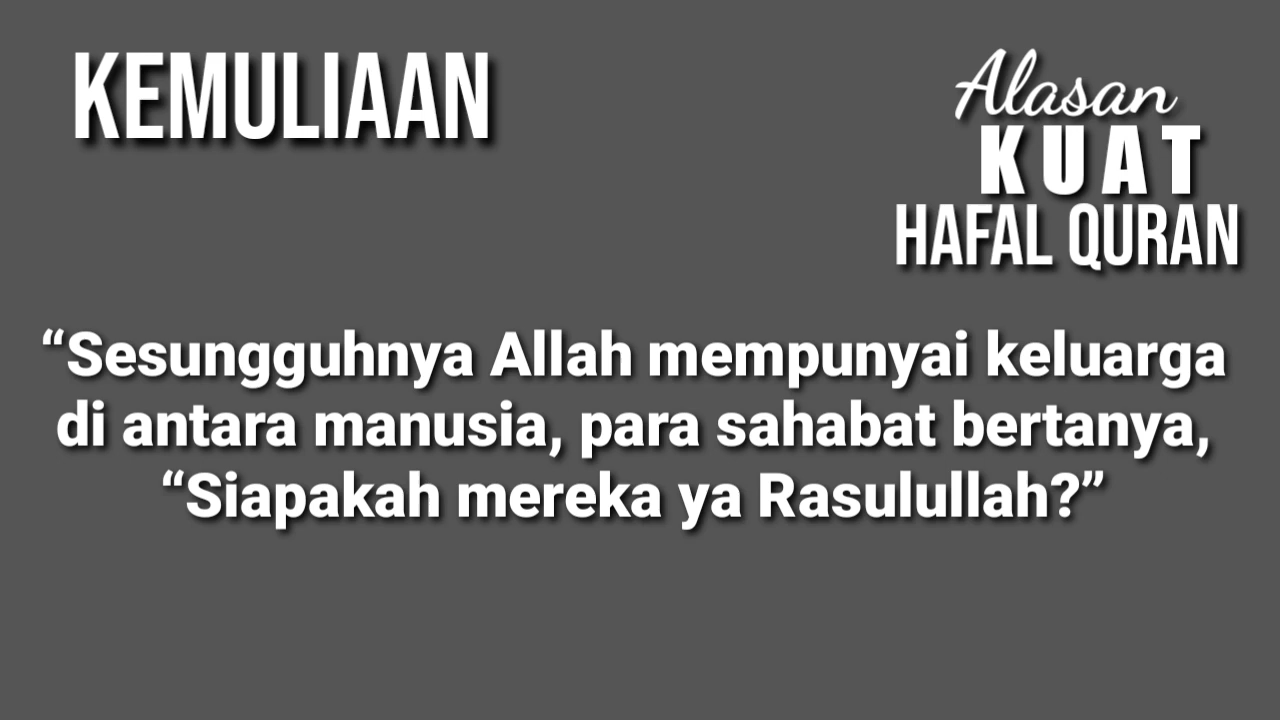 KEMULIAAN
Alasan
KUAT
HAFAL QURAN
“Sesungguhnya Allah mempunyai keluarga
di antara manusia, para sahabat bertanya,
“Siapakah mereka ya Rasulullah?”